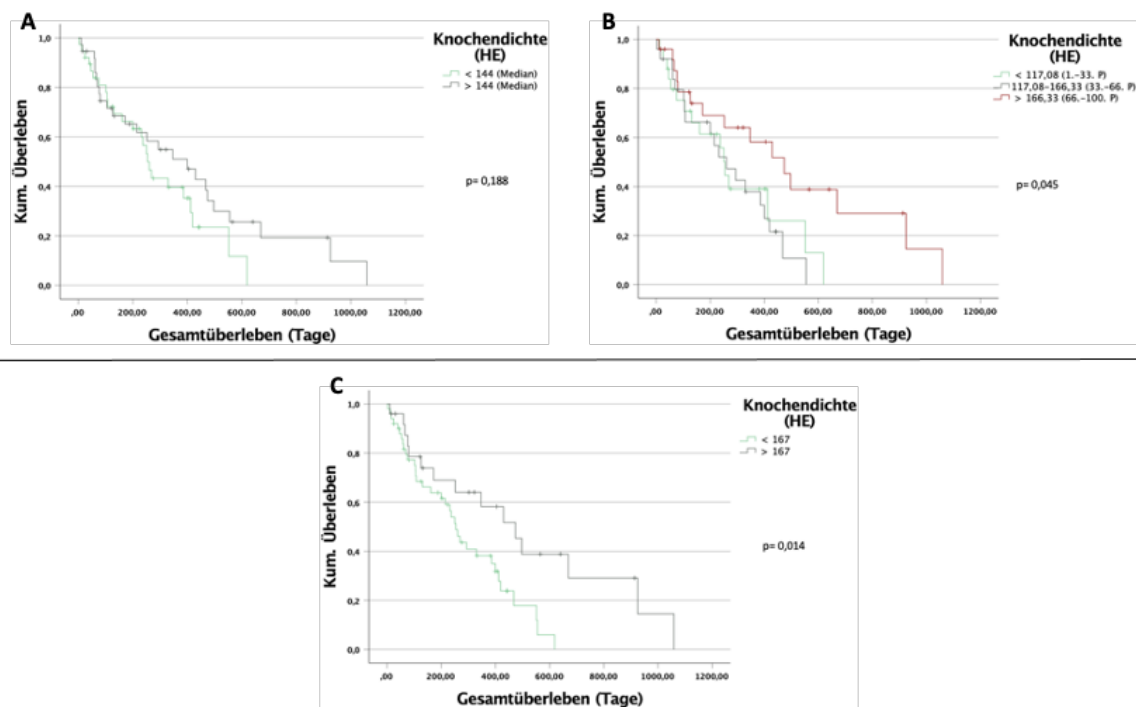 A
Knochendichte
(HE)
< 144 (Median)
> 144 (Median)
p= 0,188
Kum. Überleben
1,0
0,8
0,6
0,4
0,2
0,0
,00 200,00 400,00 600,00 800,00 1000,00 1200,00
Gesamtüberleben (Tage)
B
Knochendichte
(HE)
< 117,08 (1.-33. P)
117,08-166,33 (33.-66. P)
> 166,33 (66.-100. P)
p= 0,045
Kum. Überleben
1,0
0,8
0,6
0,4
0,2
0,0
,00 200,00 400,00 600,00 800,00 1000,00 1200,00
Gesamtüberleben (Tage)
C
Knochendichte
(HE)
< 167
> 167
p= 0,014
Kum. Überleben
1,0
0,8
0,6
0,4
0,2
0,0
,00 200,00 400,00 600,00 800,00 1000,00 1200,00
Gesamtüberleben (Tage)